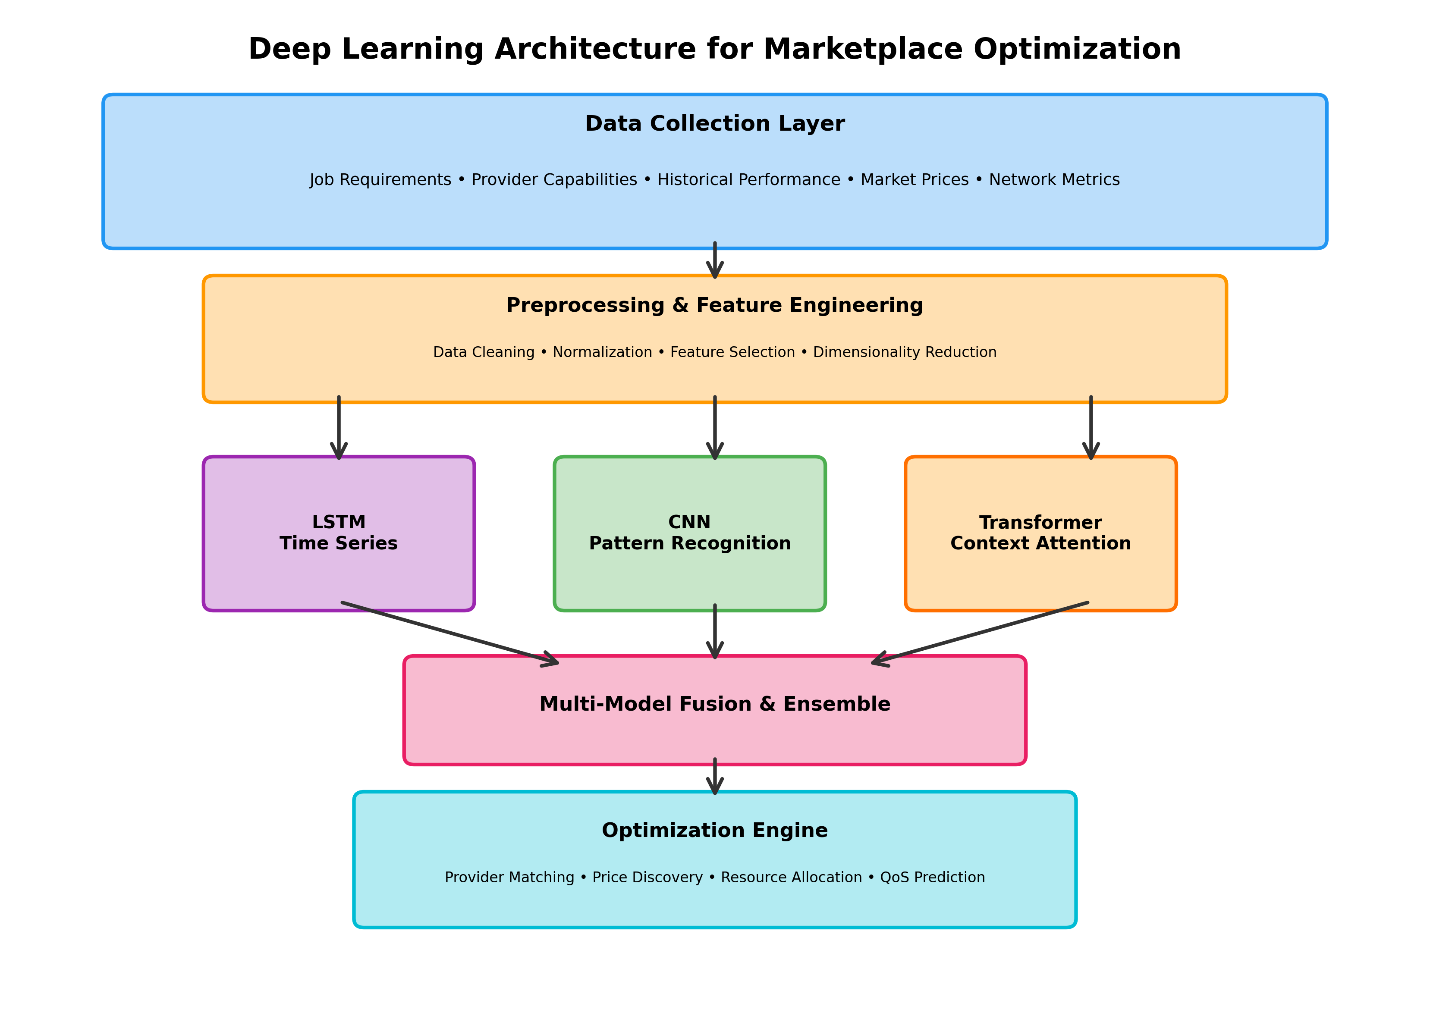 Deep Learning Architecture for Marketplace Optimization
Data Collection Layer
Job Requirements • Provider Capabilities • Historical Performance • Market Prices • Network Metrics
Preprocessing & Feature Engineering
Data Cleaning • Normalization • Feature Selection • Dimensionality Reduction
LSTM
Time Series
CNN
Pattern Recognition
Transformer
Context Attention
Multi-Model Fusion & Ensemble
Optimization Engine
Provider Matching • Price Discovery • Resource Allocation • QoS Prediction